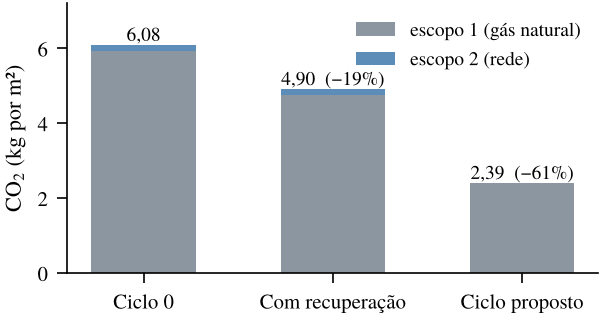 escopo 1 (gás natural)
escopo 2 (rede)
6,08
4,90 (−19%)
2,39 (−61%)
CO₂ (kg por m²)
6
4
2
0
Ciclo 0
Com recuperação
Ciclo proposto